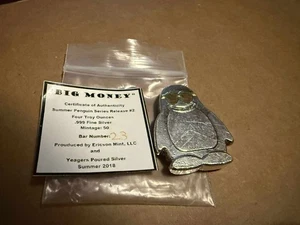 "BIG MONEY"
Certificate of Authenticity
Summer Penguin Series Release #2
Four Troy Ounces
.999 Fine Silver
Mintage: 50
Bar Number: 23
Prouduced by Ericson Mint, LLC
and
Yeagers Poured Silver
Summer 2018